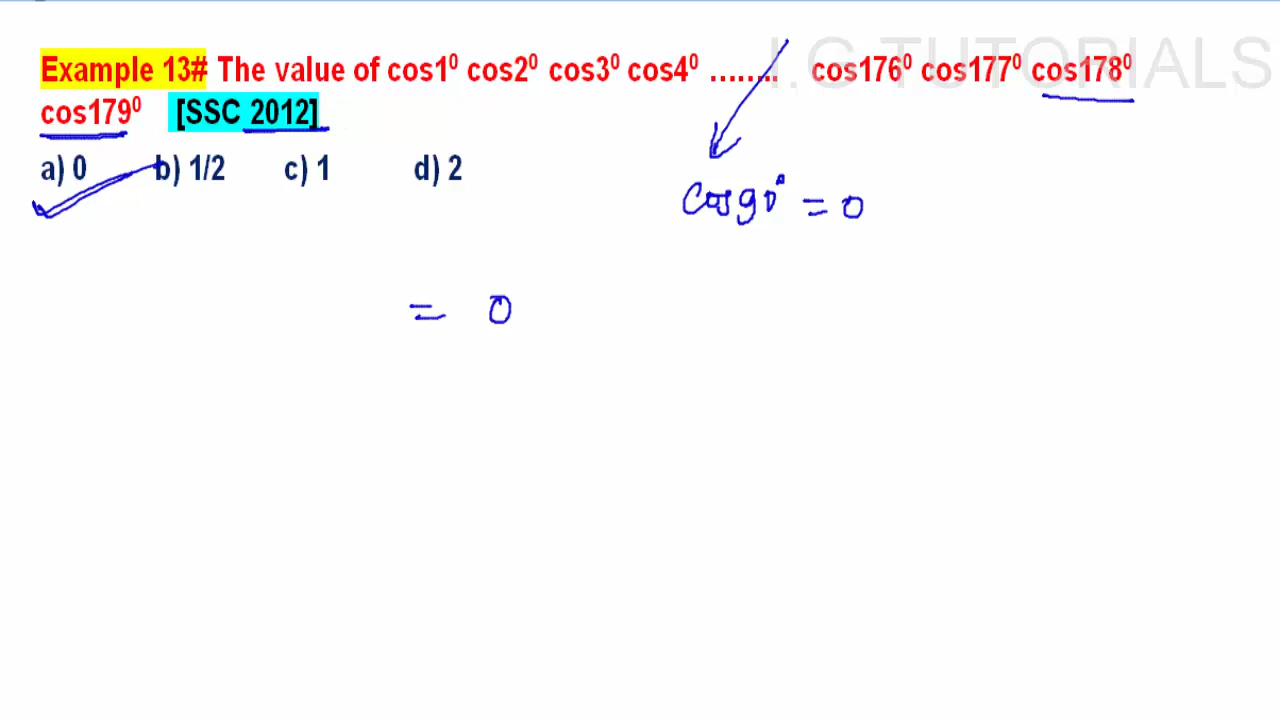 I.G TUTORIALS
Example 13# The value of cos1⁰ cos2⁰ cos3⁰ cos4⁰ …….. cos176⁰ cos177⁰ cos178⁰
cos179⁰ [SSC 2012]
a) 0 b) 1/2 c) 1 d) 2
cos90° = 0
= 0